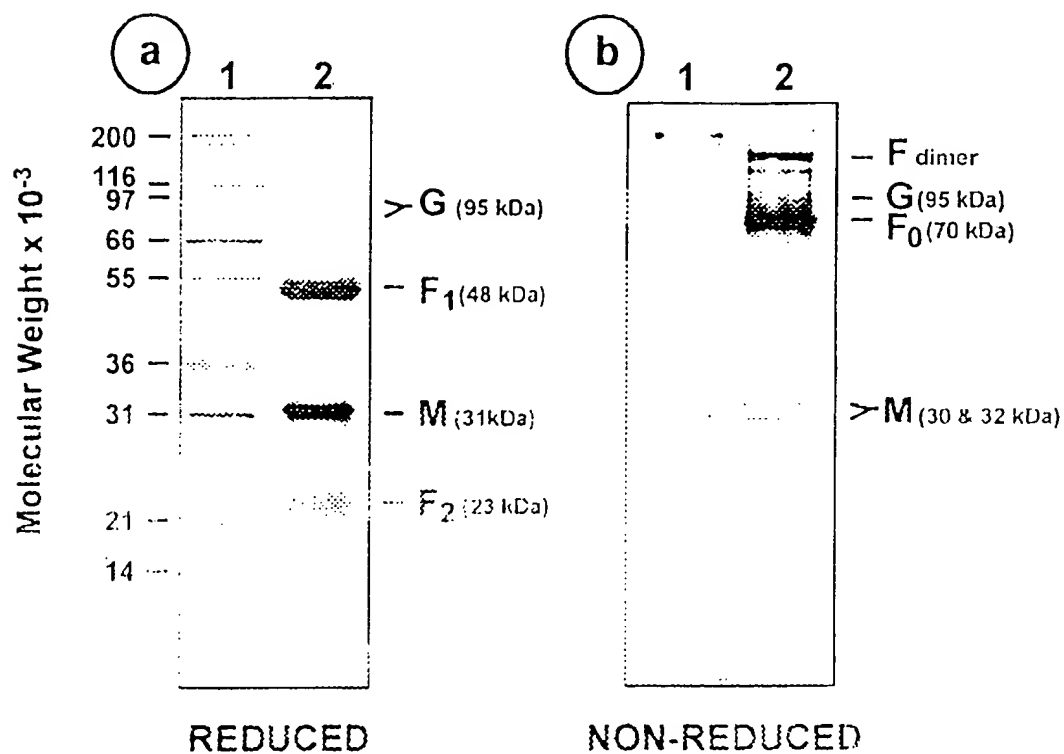 a
1 2
Molecular Weight x 10⁻³
200
116
97
66
55
36
31
21
14
G (95 kDa)
F₁ (48 kDa)
M (31kDa)
F₂ (23 kDa)
REDUCED
b
1 2
F dimer
G (95 kDa)
F₀ (70 kDa)
M (30 & 32 kDa)
NON-REDUCED